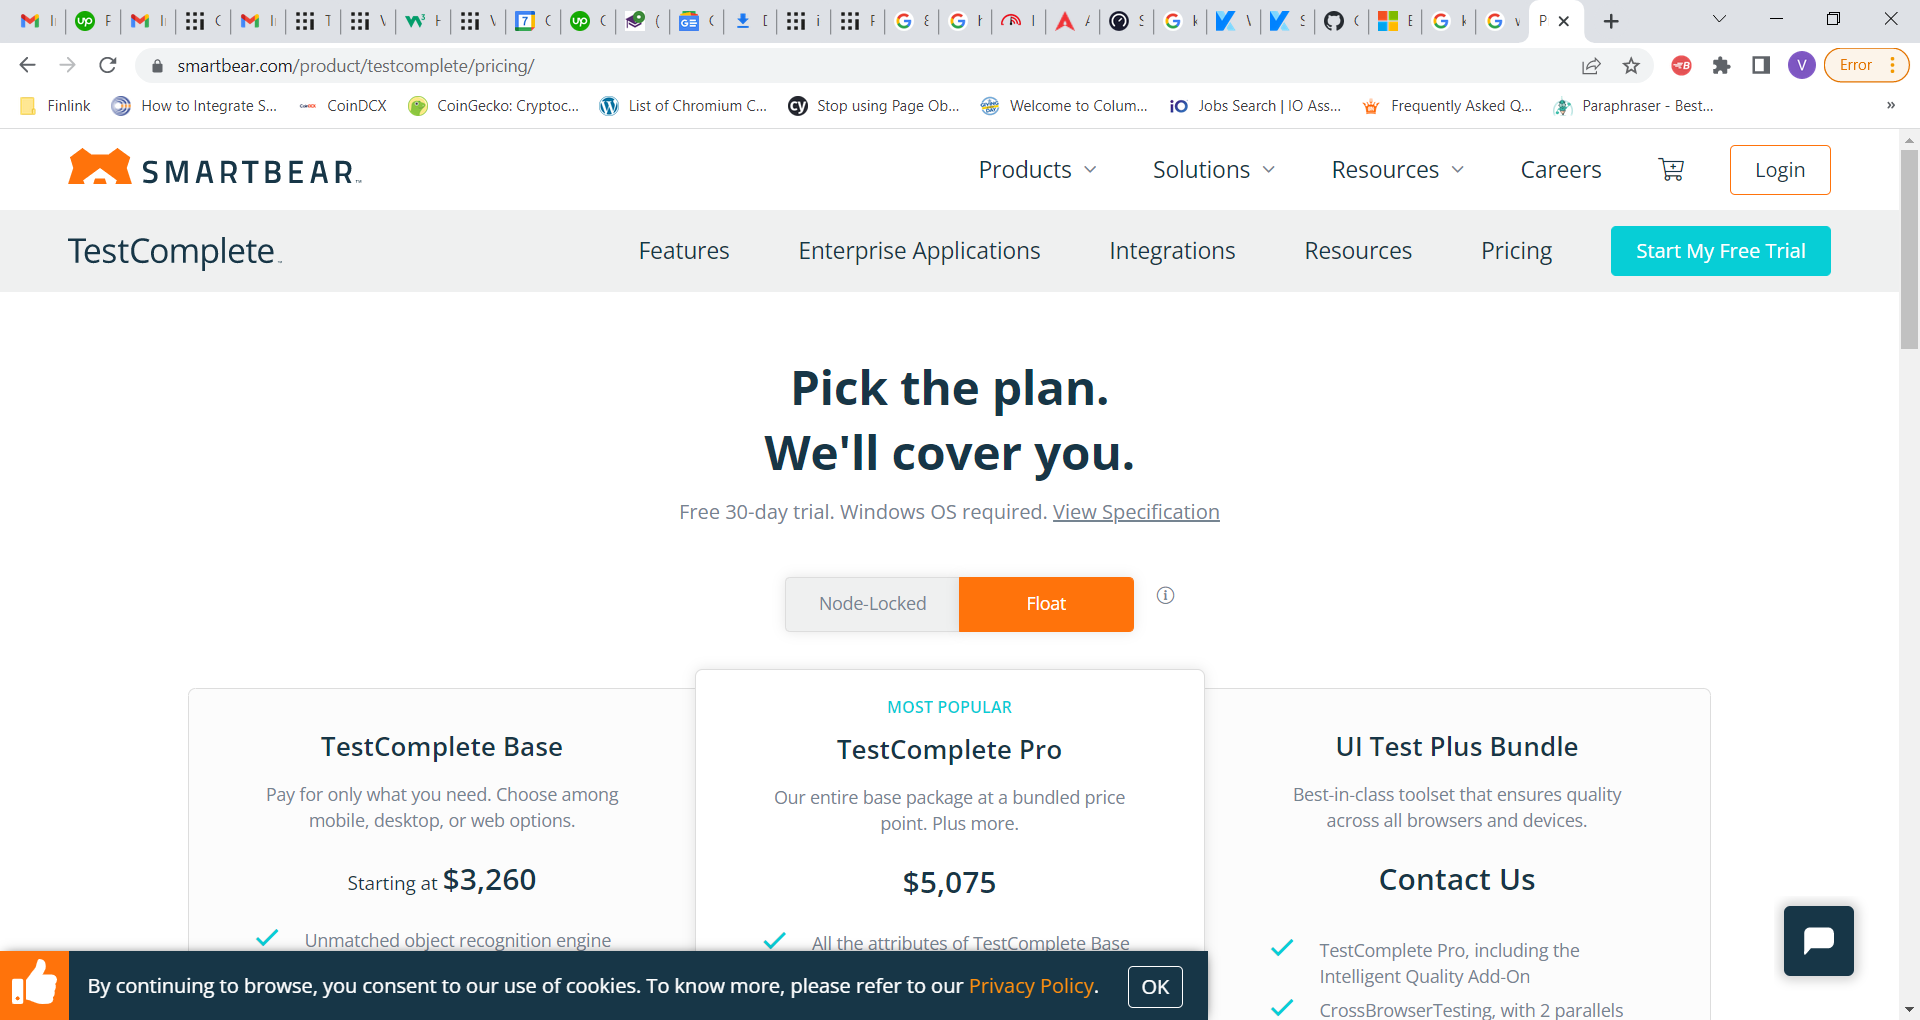 smartbear.com/product/testcomplete/pricing/
Error
V
Finlink
How to Integrate S...
CoinDCX
CoinGecko: Cryptoc...
List of Chromium C...
Stop using Page Ob...
Welcome to Colum...
Jobs Search | IO Ass...
Frequently Asked Q...
Paraphraser - Best...
»
SMARTBEAR™
Products
Solutions
Resources
Careers
Login
TestComplete™
Features
Enterprise Applications
Integrations
Resources
Pricing
Start My Free Trial
Pick the plan.
We'll cover you.
Free 30-day trial. Windows OS required. View Specification
Node-Locked
Float
TestComplete Base
Pay for only what you need. Choose among
mobile, desktop, or web options.
Starting at $3,260
Unmatched object recognition engine
MOST POPULAR
TestComplete Pro
Our entire base package at a bundled price
point. Plus more.
$5,075
All the attributes of TestComplete Base
UI Test Plus Bundle
Best-in-class toolset that ensures quality
across all browsers and devices.
Contact Us
TestComplete Pro, including the
Intelligent Quality Add-On
CrossBrowserTesting, with 2 parallels
By continuing to browse, you consent to our use of cookies. To know more, please refer to our Privacy Policy.
OK